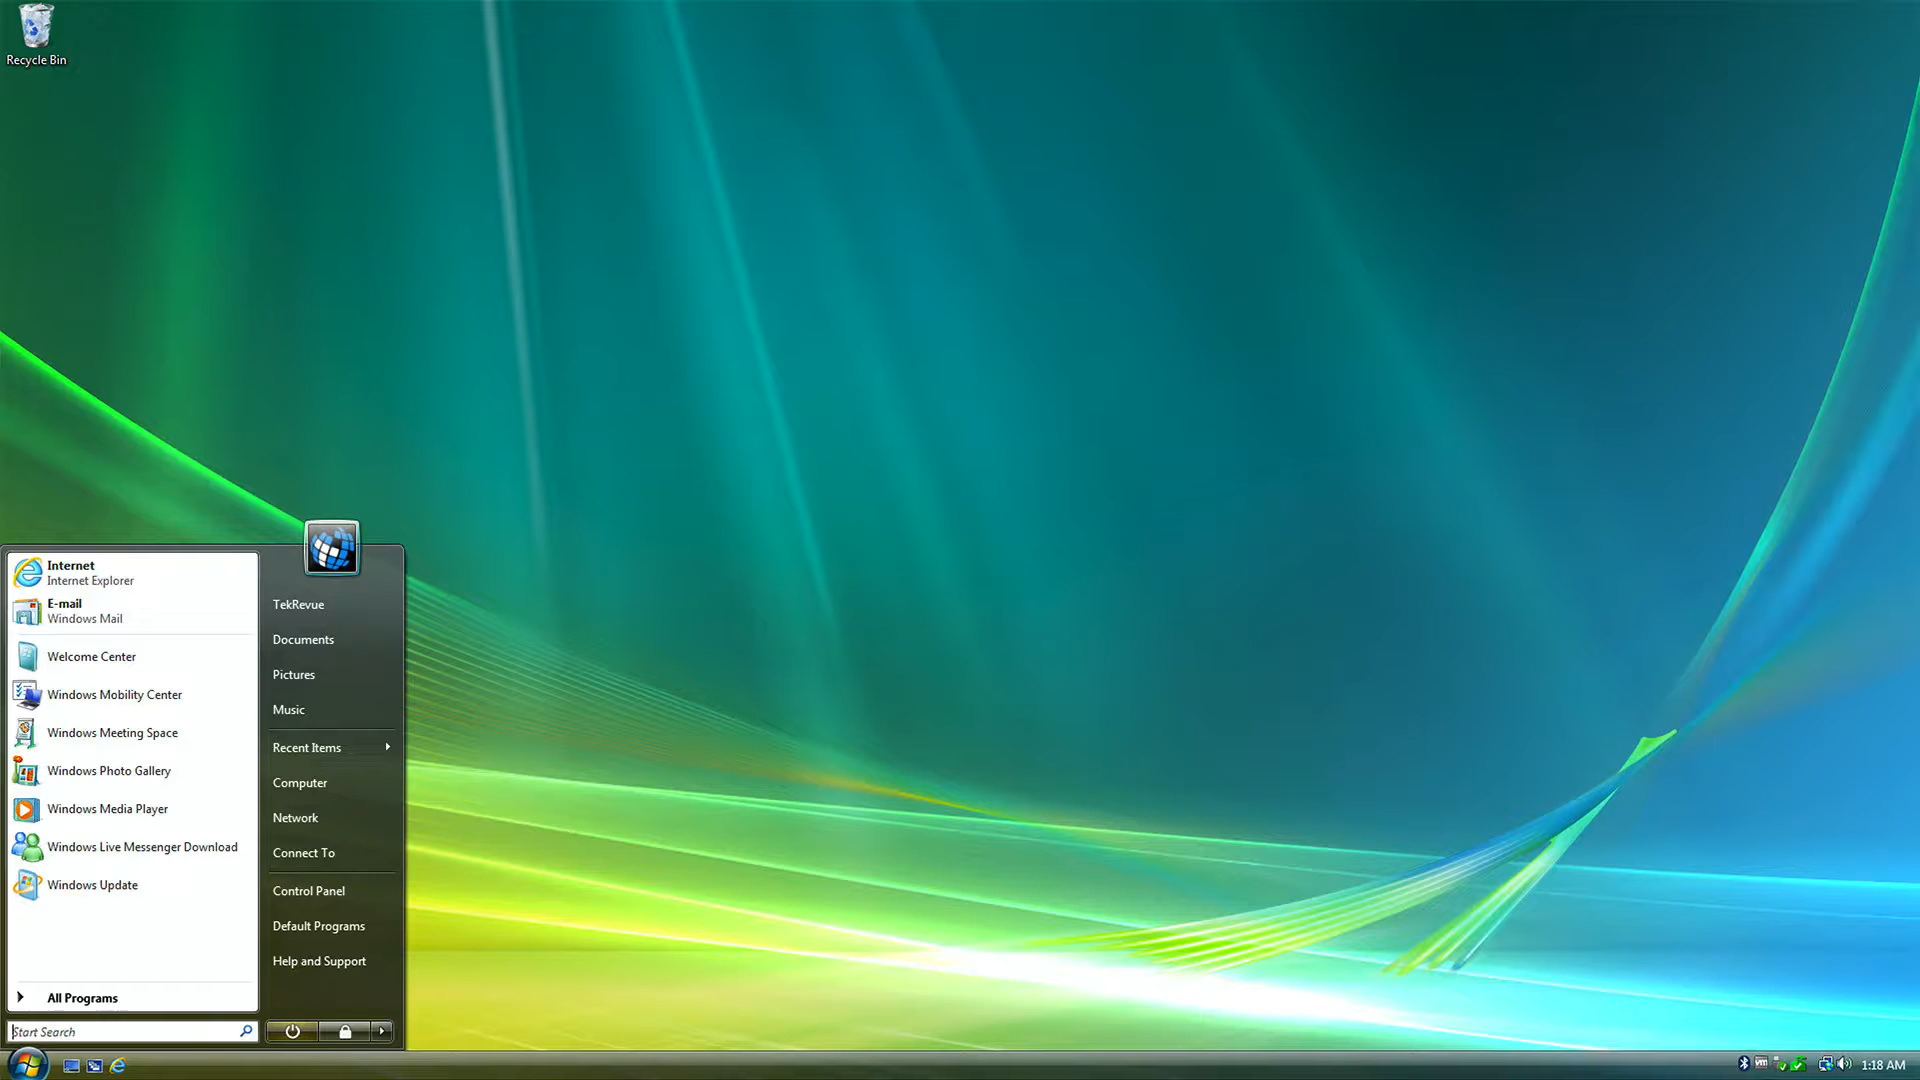 Recycle Bin
Internet
Internet Explorer
E-mail
Windows Mail
Welcome Center
Windows Mobility Center
Windows Meeting Space
Windows Photo Gallery
Windows Media Player
Windows Live Messenger Download
Windows Update
All Programs
Start Search
TekRevue
Documents
Pictures
Music
Recent Items
Computer
Network
Connect To
Control Panel
Default Programs
Help and Support
vm
1:18 AM